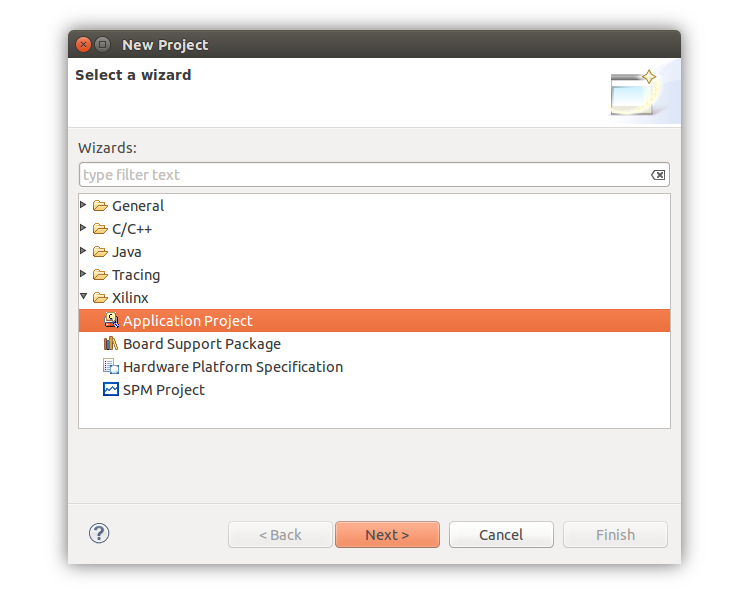 New Project
Select a wizard
Wizards:
type filter text
General
C/C++
Java
Tracing
Xilinx
Application Project
Board Support Package
Hardware Platform Specification
SPM Project
?
< Back
Next >
Cancel
Finish